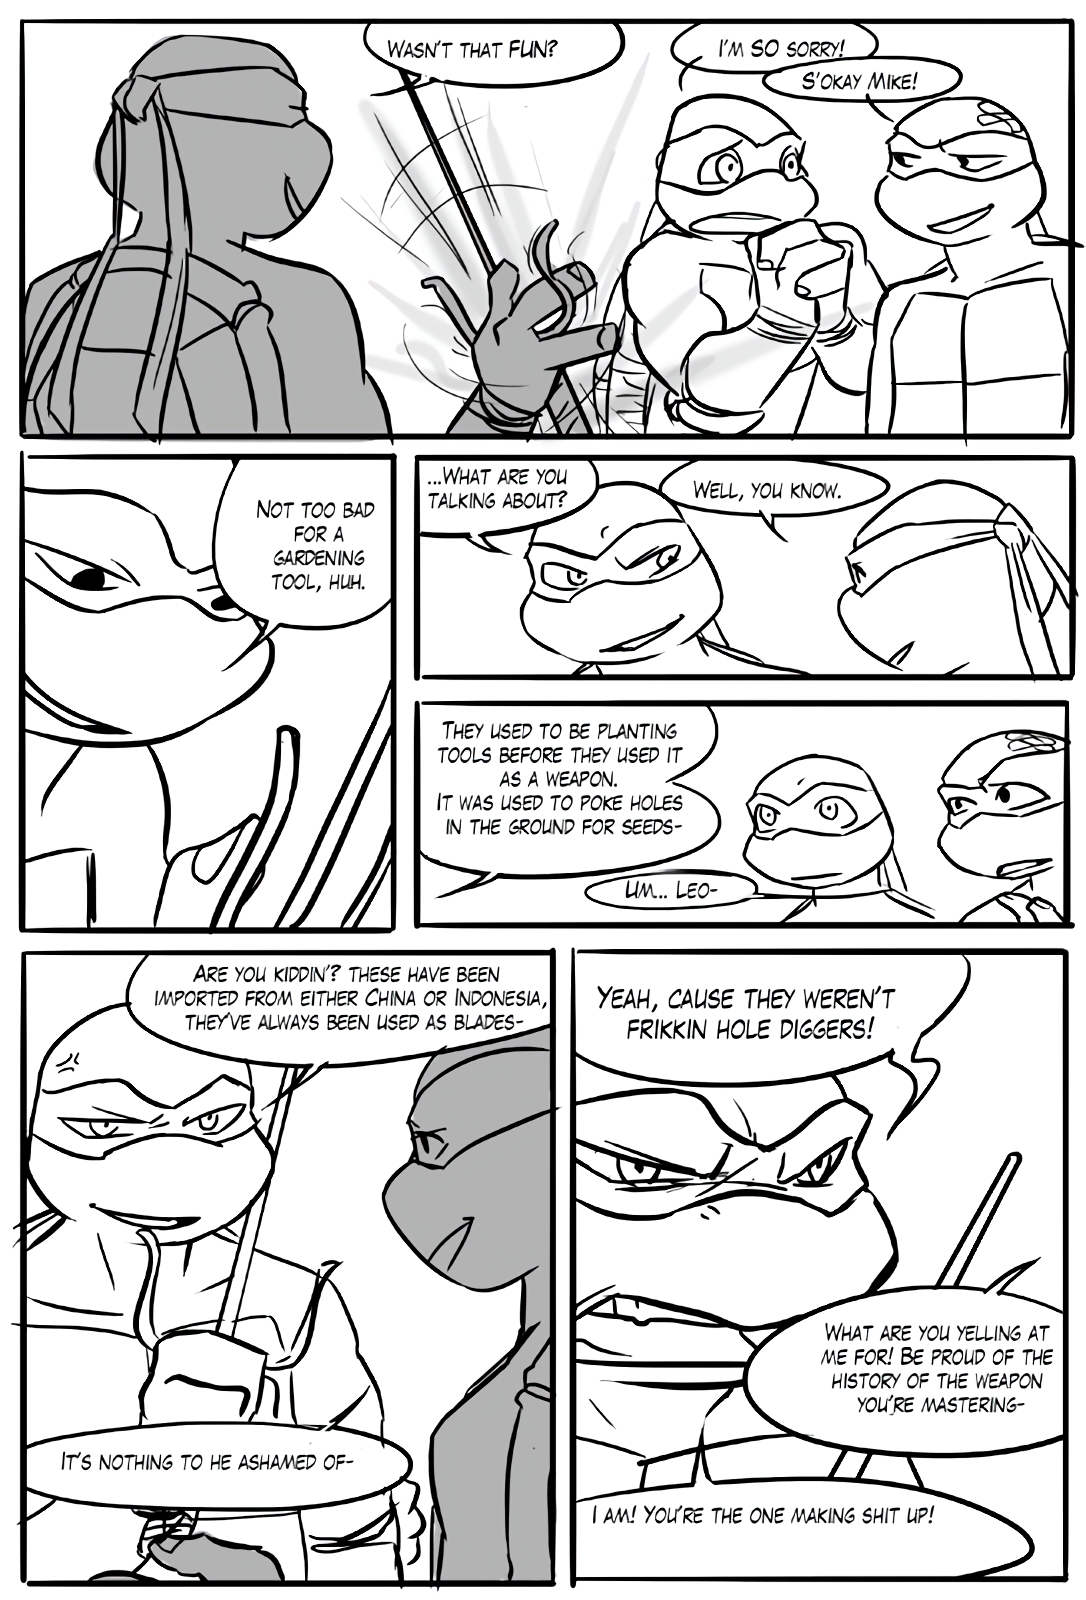 Wasn't that FUN?
I'm SO sorry!
S'okay Mike!
Not too bad
for a
gardening
tool, huh.
...What are you
talking about?
Well, you know.
They used to be planting
tools before they used it
as a weapon.
It was used to poke holes
in the ground for seeds-
Um... Leo-
Are you kiddin'? these have been
imported from either China or Indonesia,
they've always been used as blades-
It's nothing to he ashamed of-
Yeah, cause they weren't
frikkin hole diggers!
What are you yelling at
me for! Be proud of the
history of the weapon
you're mastering-
I am! You're the one making shit up!